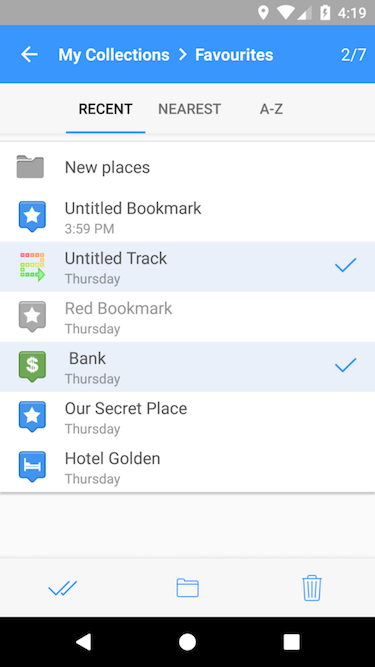 4:19
My Collections > Favourites 2/7
RECENT NEAREST A-Z
New places
Untitled Bookmark
3:59 PM
Untitled Track
Thursday
Red Bookmark
Thursday
$ Bank
Thursday
Our Secret Place
Thursday
Hotel Golden
Thursday